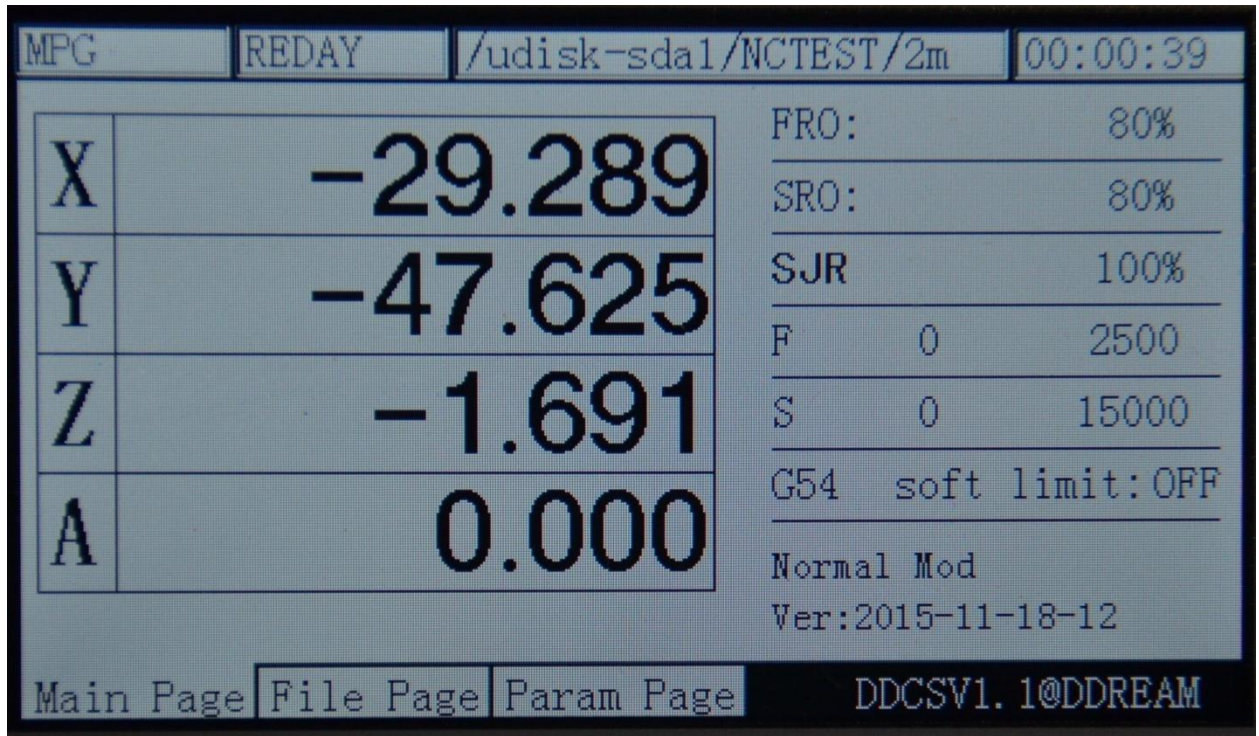 MPG REDAY /udisk-sda1/NCTEST/2m 00:00:39
X -29.289
Y -47.625
Z -1.691
A 0.000
FRO: 80%
SRO: 80%
SJR 100%
F 0 2500
S 0 15000
G54 soft limit:OFF
Normal Mod
Ver:2015-11-18-12
Main Page File Page Param Page DDCSV1.1@DDREAM